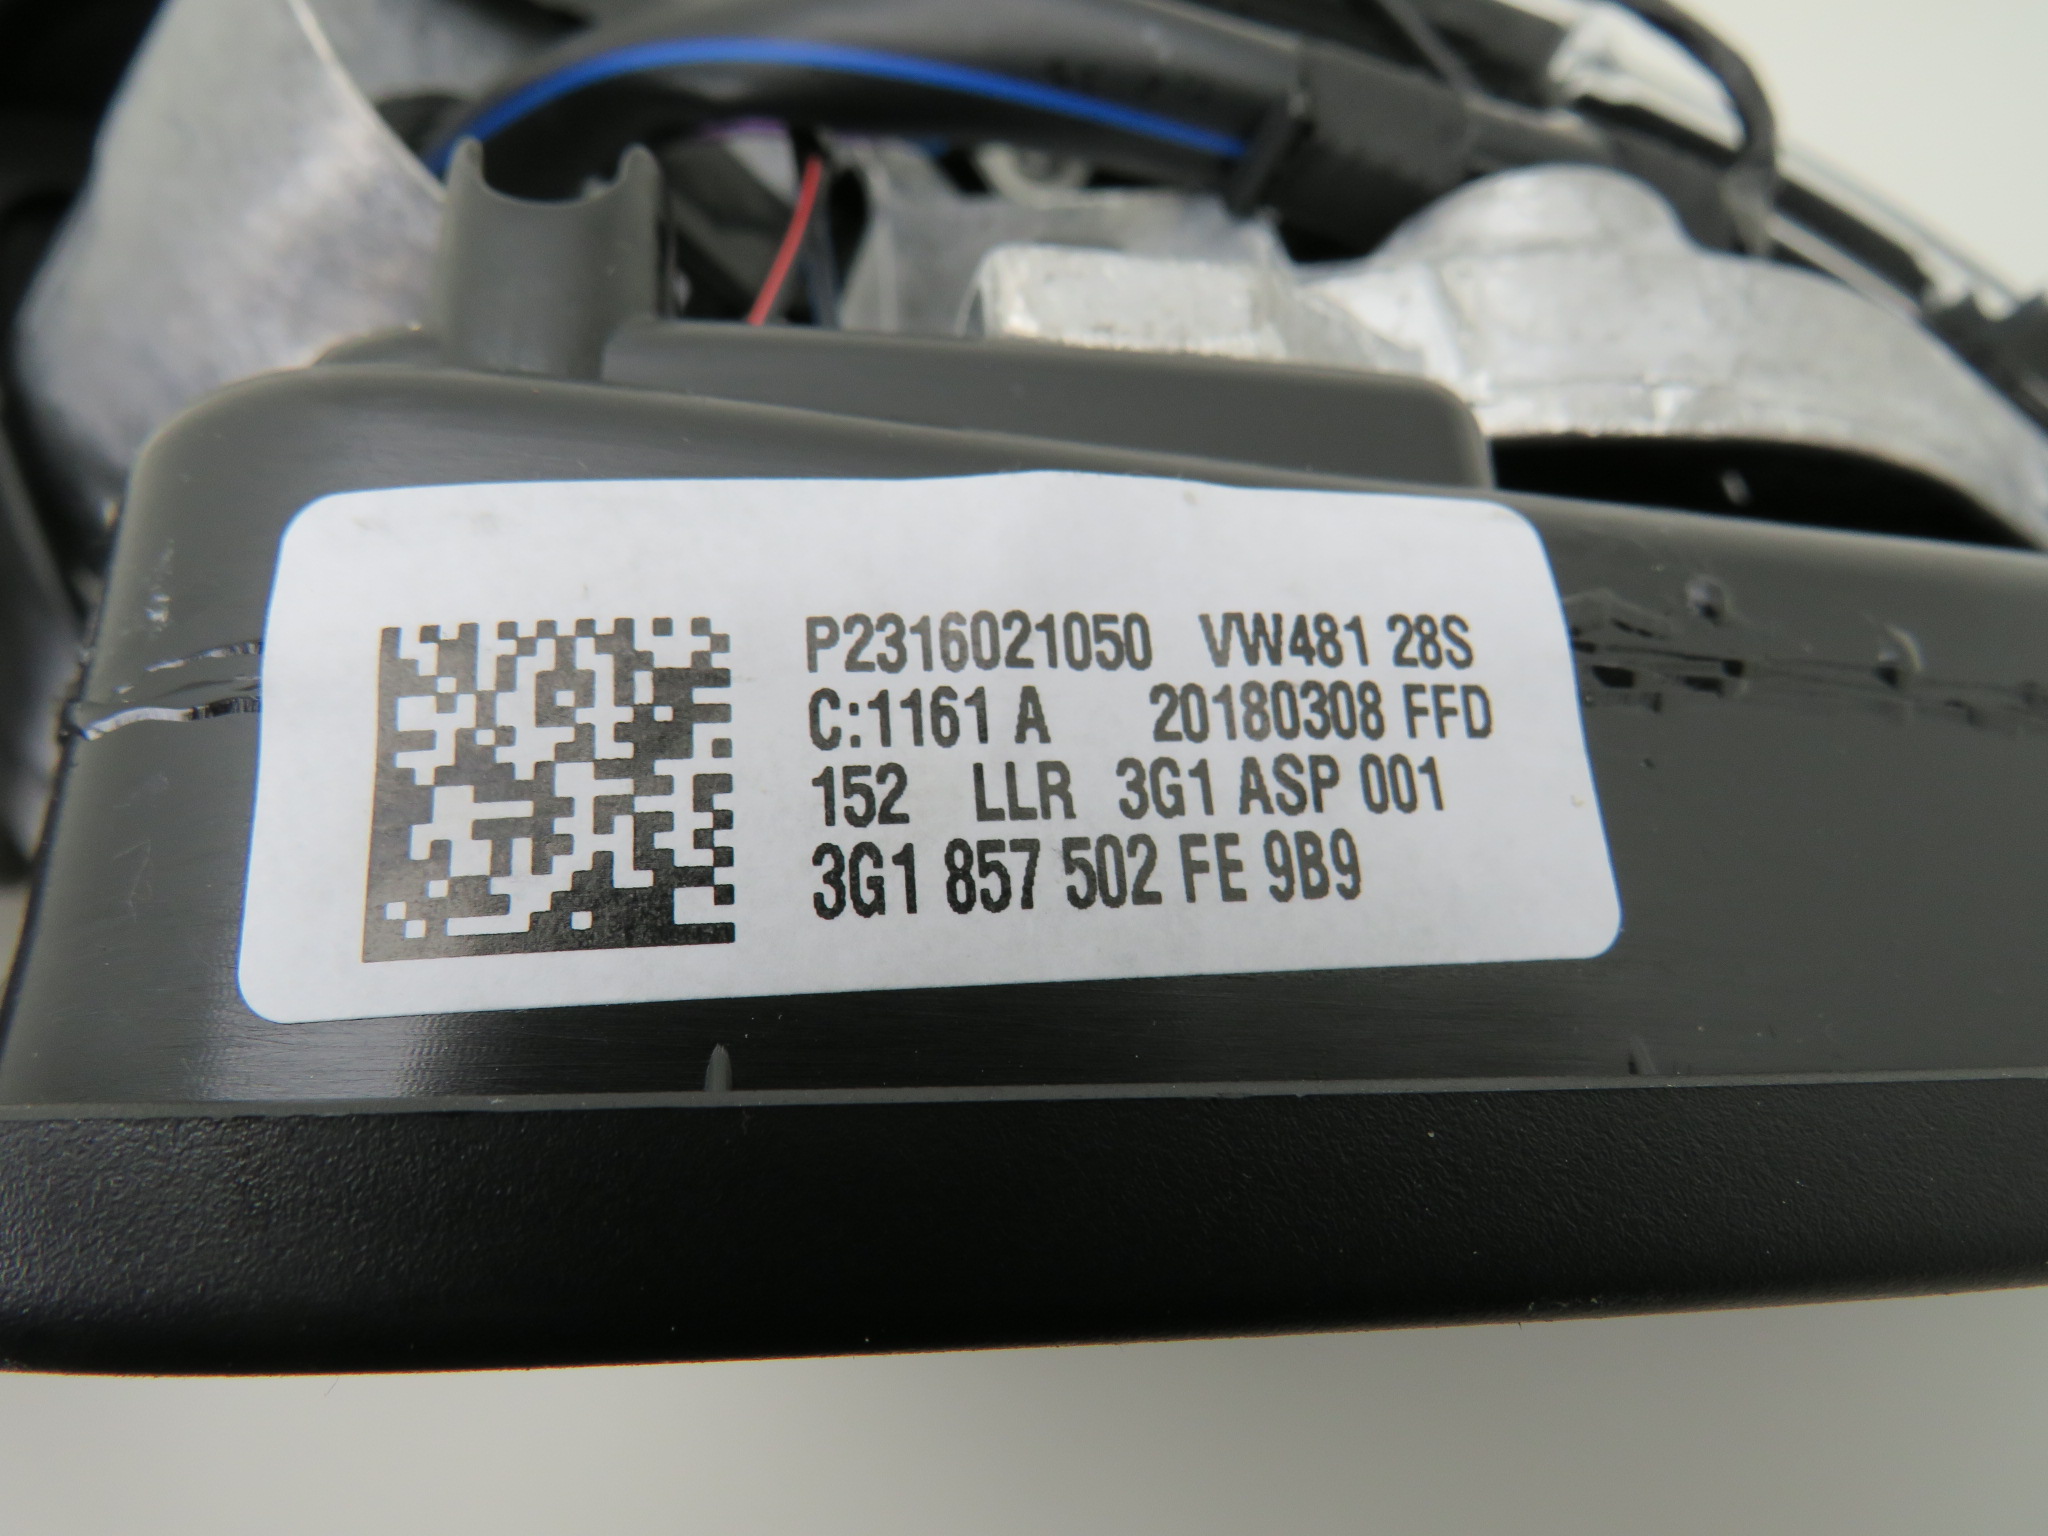 P2316021050 VW481 28S
C:1161 A 20180308 FFD
152 LLR 3G1 ASP 001
3G1 857 502 FE 9B9